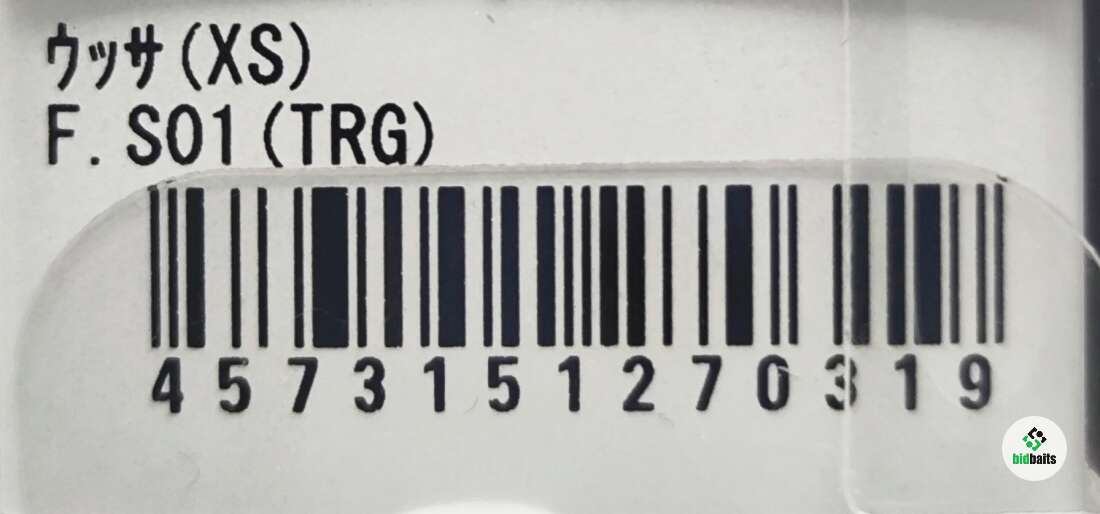 ウッサ(XS)
F. S01(TRG)
4573151270319
bidbaits